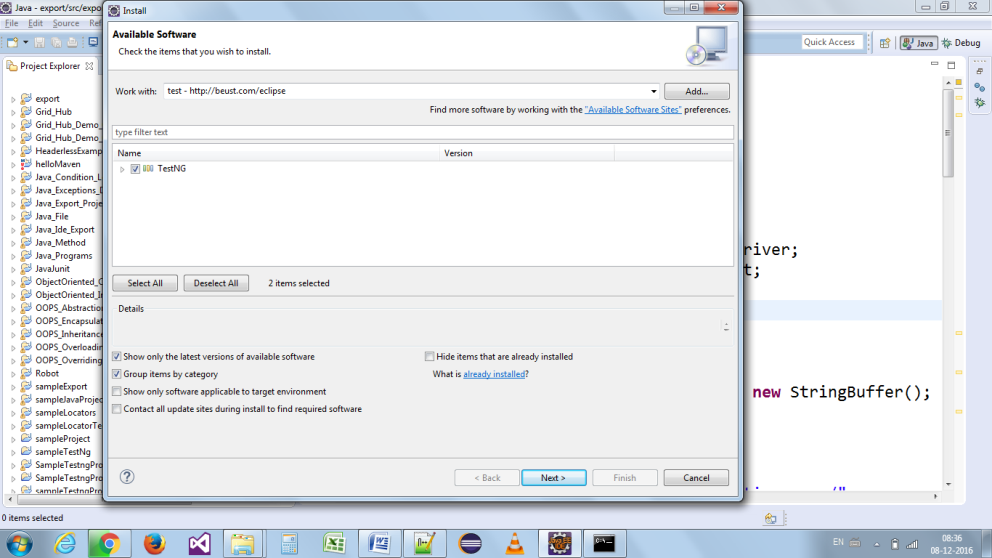 Java - export/src/expo
Install
File Edit Source Ref
Available Software
Check the items that you wish to install.
Quick Access
Java
Debug
Project Explorer
Work with: test - http://beust.com/eclipse
Add...
Find more software by working with the "Available Software Sites" preferences.
type filter text
Name Version
TestNG
export
Grid_Hub
Grid_Hub_Demo_
Grid_Hub_Demo_
HeaderlessExamp
helloMaven
Java_Condition_L
Java_Exceptions_D
Java_Export_Proje
Java_File
Java_Ide_Export
Java_Method
Java_Programs
JavaJunit
ObjectOriented_C
ObjectOriented_In
OOPS_Abstractio
OOPS_Encapsulat
OOPS_Inheritance
OOPS_Overloadin
OOPS_Overriding
Robot
sampleExport
sampleJavaProjec
sampleLocators
sampleLocatorTe
sampleProject
sampleTestNg
SampleTestngPro
SampleTestngPro
sampleTestngPro
river;
t;
new StringBuffer();
Select All
Deselect All
2 items selected
Details
Show only the latest versions of available software
Hide items that are already installed
Group items by category
What is already installed?
Show only software applicable to target environment
Contact all update sites during install to find required software
?
< Back
Next >
Finish
Cancel
0 items selected
EN
08:36
08-12-2016